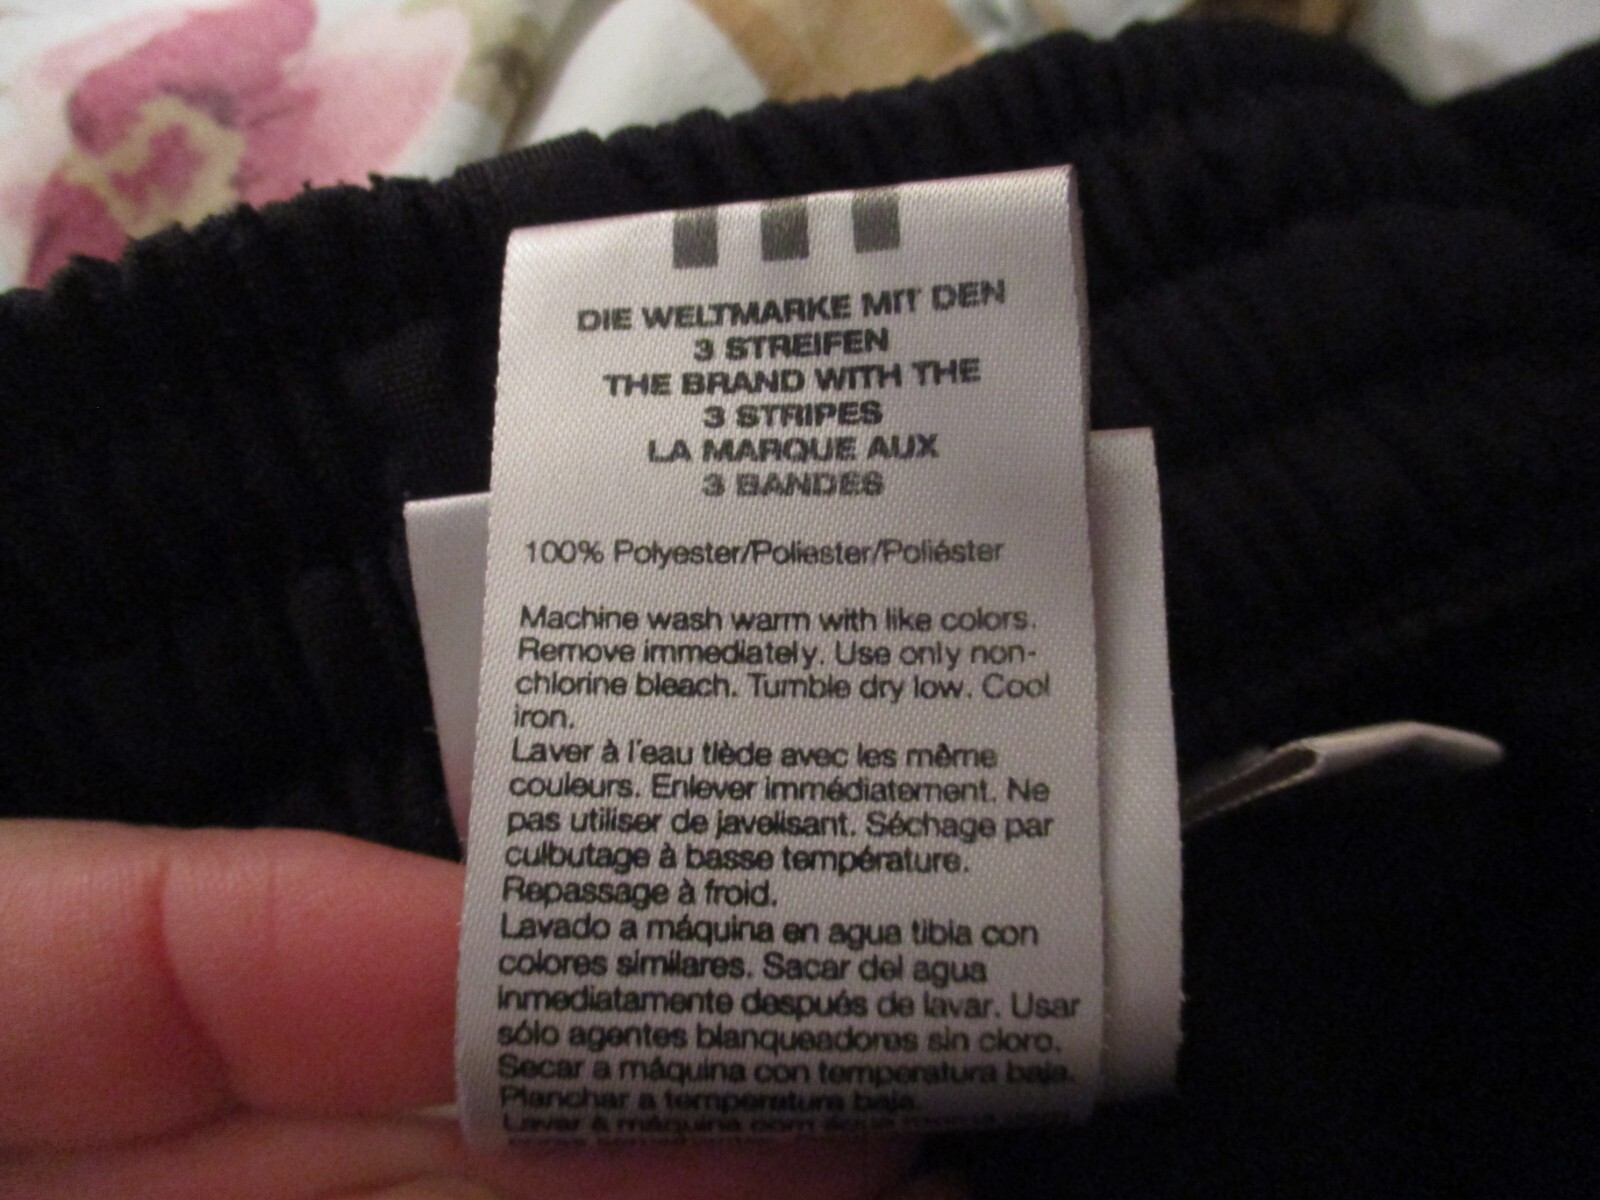 DIE WELTMARKE MIT DEN
3 STREIFEN
THE BRAND WITH THE
3 STRIPES
LA MARQUE AUX
3 BANDES
100% Polyester/Poliester/Poliéster
Machine wash warm with like colors.
Remove immediately. Use only non-
chlorine bleach. Tumble dry low. Cool
iron.
Laver à l'eau tiède avec les même
couleurs. Enlever immédiatement. Ne
pas utiliser de javelisant. Séchage par
culbutage à basse température.
Repassage à froid.
Lavado a máquina en agua tibia con
colores similares. Sacar del agua
inmediatamente después de lavar. Usar
sólo agentes blanqueadores sin cloro.
Secar a máquina con temperatura baja.
Planchar a temperatura baja.
Lavar à máquina com água